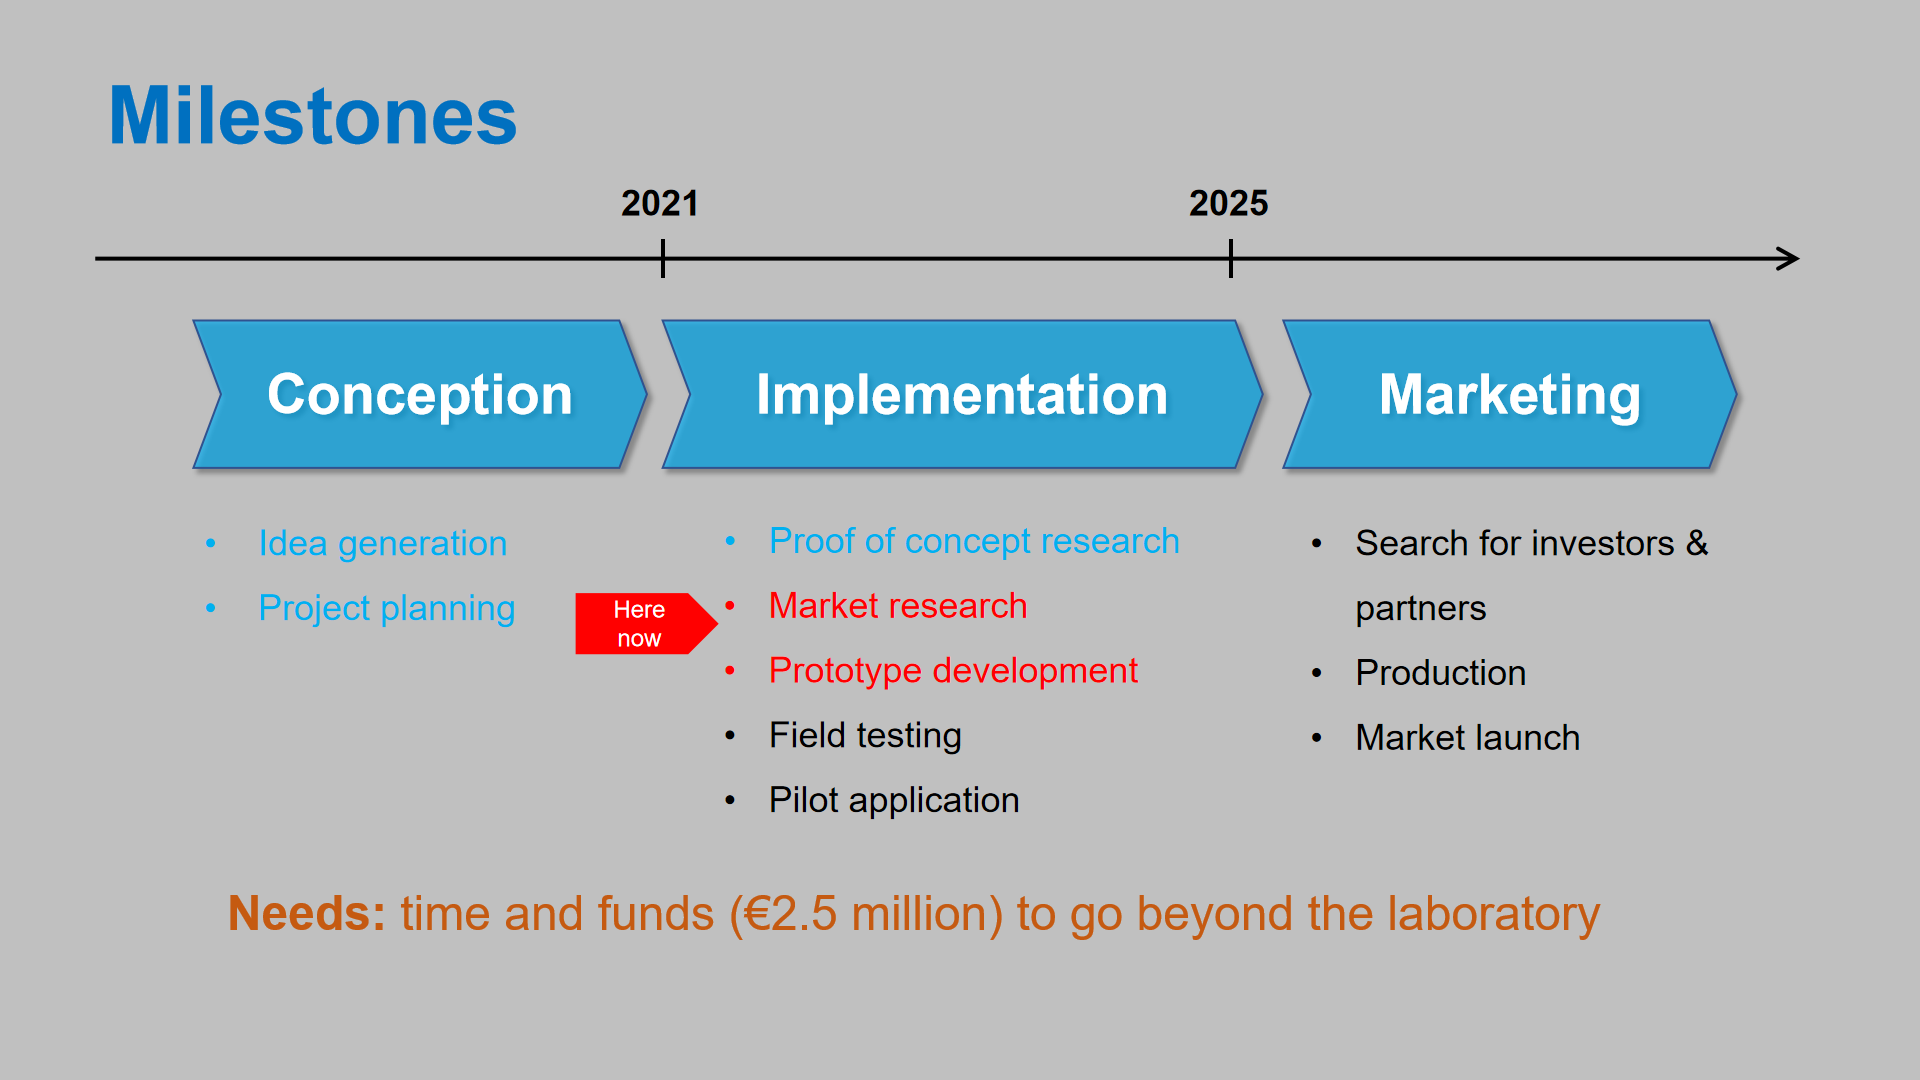 Milestones
2021
2025
Conception
Implementation
Marketing
• Idea generation
• Project planning
Here
now
• Proof of concept research
• Market research
• Prototype development
• Field testing
• Pilot application
• Search for investors &
partners
• Production
• Market launch
Needs: time and funds (€2.5 million) to go beyond the laboratory